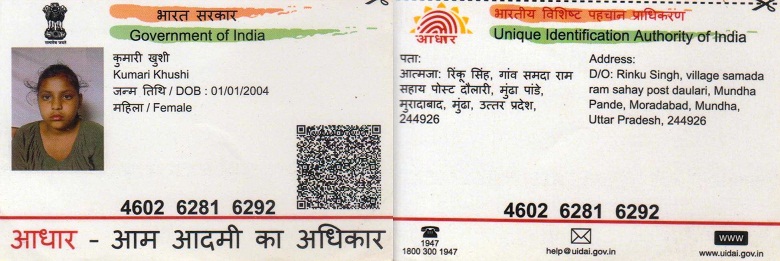 भारत सरकार
Government of India
कुमारी खुशी
Kumari Khushi
जन्म तिथि / DOB : 01/01/2004
महिला / Female
4602 6281 6292
आधार - आम आदमी का अधिकार
आधार
भारतीय विशिष्ट पहचान प्राधिकरण
Unique Identification Authority of India
पता:
आत्मजा: रिंकू सिंह, गांव समदा राम
सहाय पोस्ट दौलारी, मुंढा पांडे,
मुरादाबाद, मुंढा, उत्तर प्रदेश,
244926
Address:
D/O: Rinku Singh, village samada
ram sahay post daulari, Mundha
Pande, Moradabad, Mundha,
Uttar Pradesh, 244926
4602 6281 6292
1947
1800 300 1947
help@uidai.gov.in
www
www.uidai.gov.in